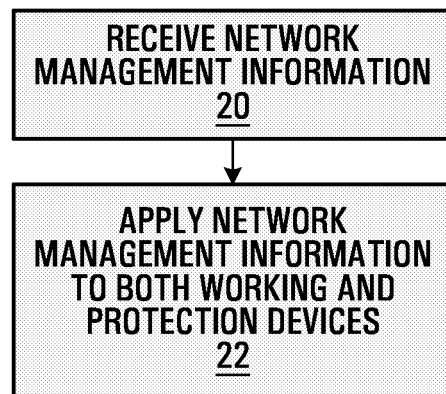 RECEIVE NETWORK
MANAGEMENT INFORMATION
20
APPLY NETWORK
MANAGEMENT INFORMATION
TO BOTH WORKING AND
PROTECTION DEVICES
22